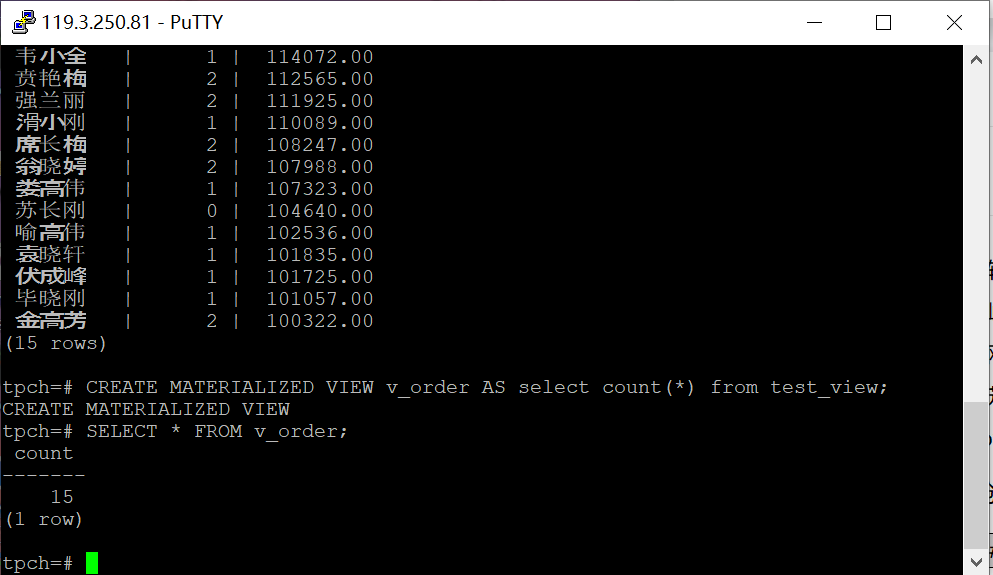 119.3.250.81 - PuTTY
韦小全 | 1 | 114072.00
贲艳梅 | 2 | 112565.00
强兰丽 | 2 | 111925.00
滑小刚 | 1 | 110089.00
席长梅 | 2 | 108247.00
翁晓婷 | 2 | 107988.00
娄高伟 | 1 | 107323.00
苏长刚 | 0 | 104640.00
喻高伟 | 1 | 102536.00
袁晓轩 | 1 | 101835.00
伏成峰 | 1 | 101725.00
毕晓刚 | 1 | 101057.00
金高芳 | 2 | 100322.00
(15 rows)
tpch=# CREATE MATERIALIZED VIEW v_order AS select count(*) from test_view;
CREATE MATERIALIZED VIEW
tpch=# SELECT * FROM v_order;
count
-------
15
(1 row)
tpch=#